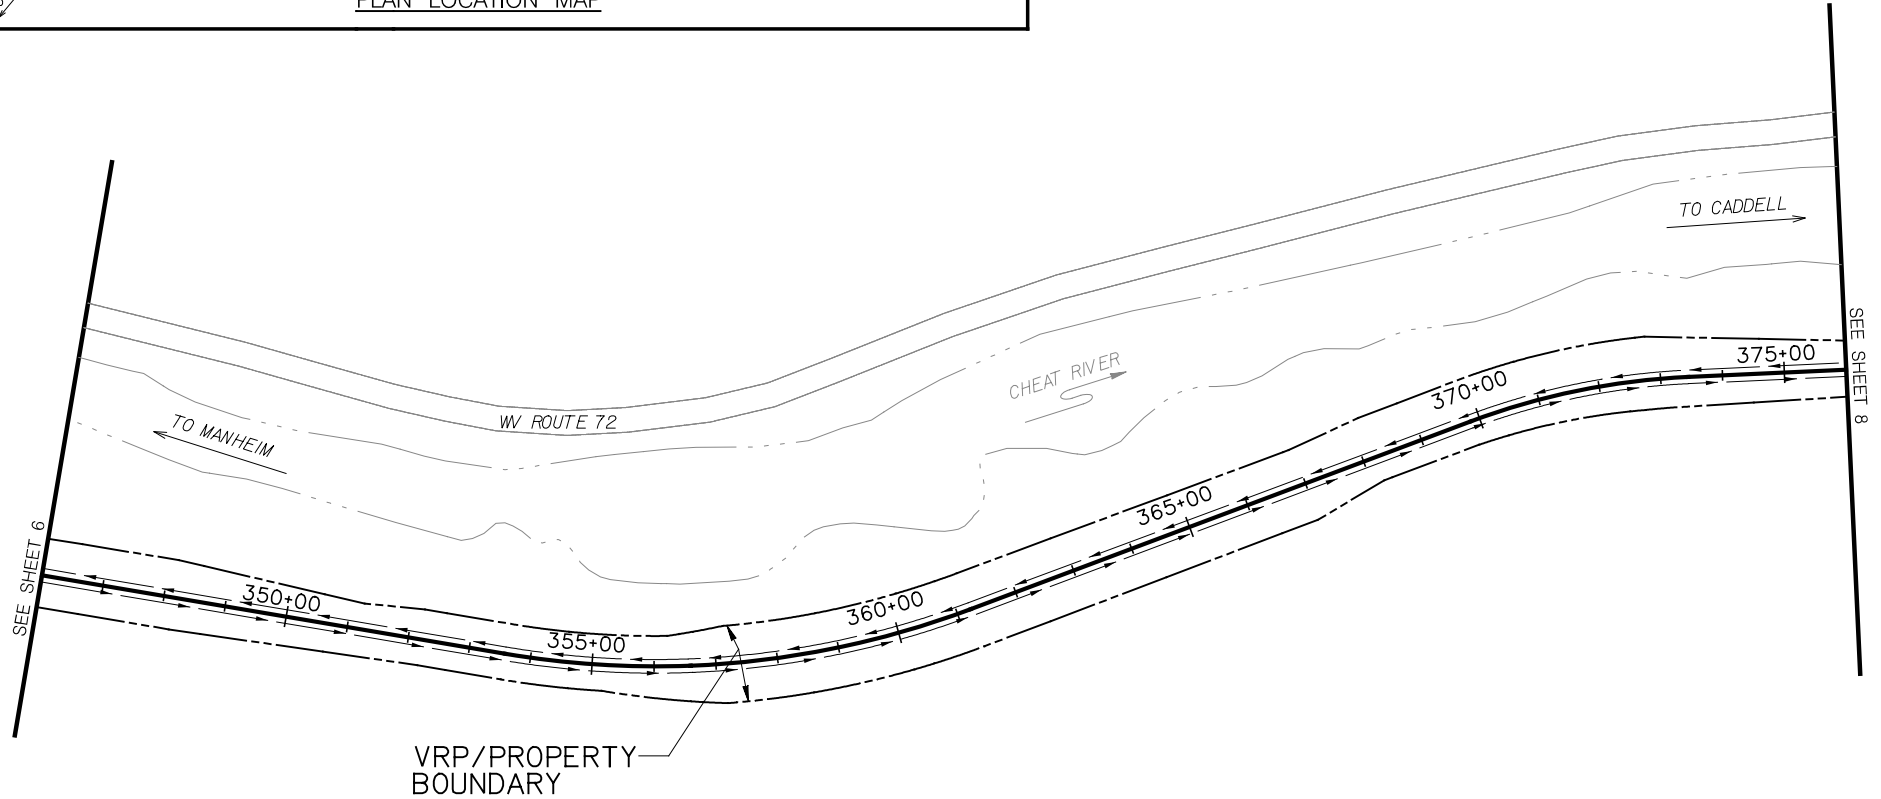 PLAN LOCATION MAP
TO CADDELL
SEE SHEET 8
CHEAT RIVER
WV ROUTE 72
TO MANHEIM
SEE SHEET 6
350+00
355+00
360+00
365+00
370+00
375+00
VRP/PROPERTY
BOUNDARY